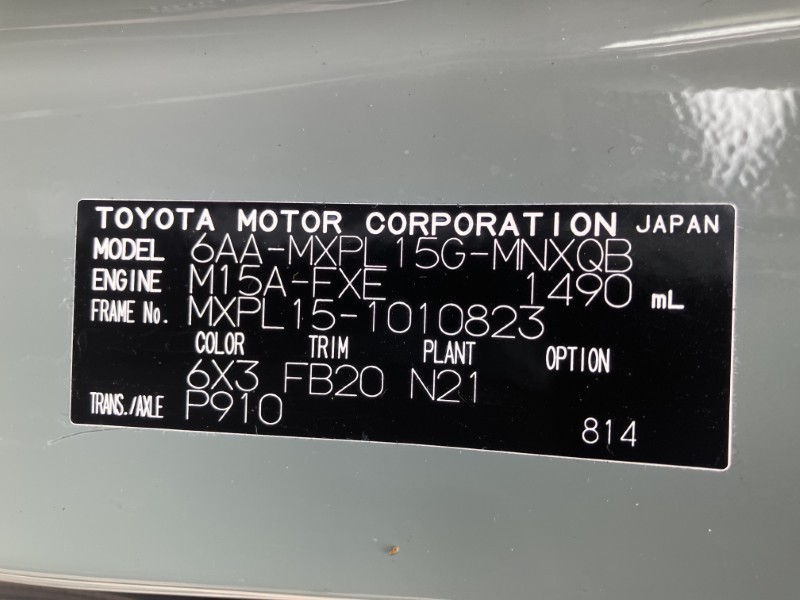 TOYOTA MOTOR CORPORATION JAPAN
MODEL 6AA-MXPL15G-MNXQB
ENGINE M15A-FXE 1490 mL
FRAME No. MXPL15-1010823
COLOR TRIM PLANT OPTION
6X3 FB20 N21
TRANS./AXLE P910
814